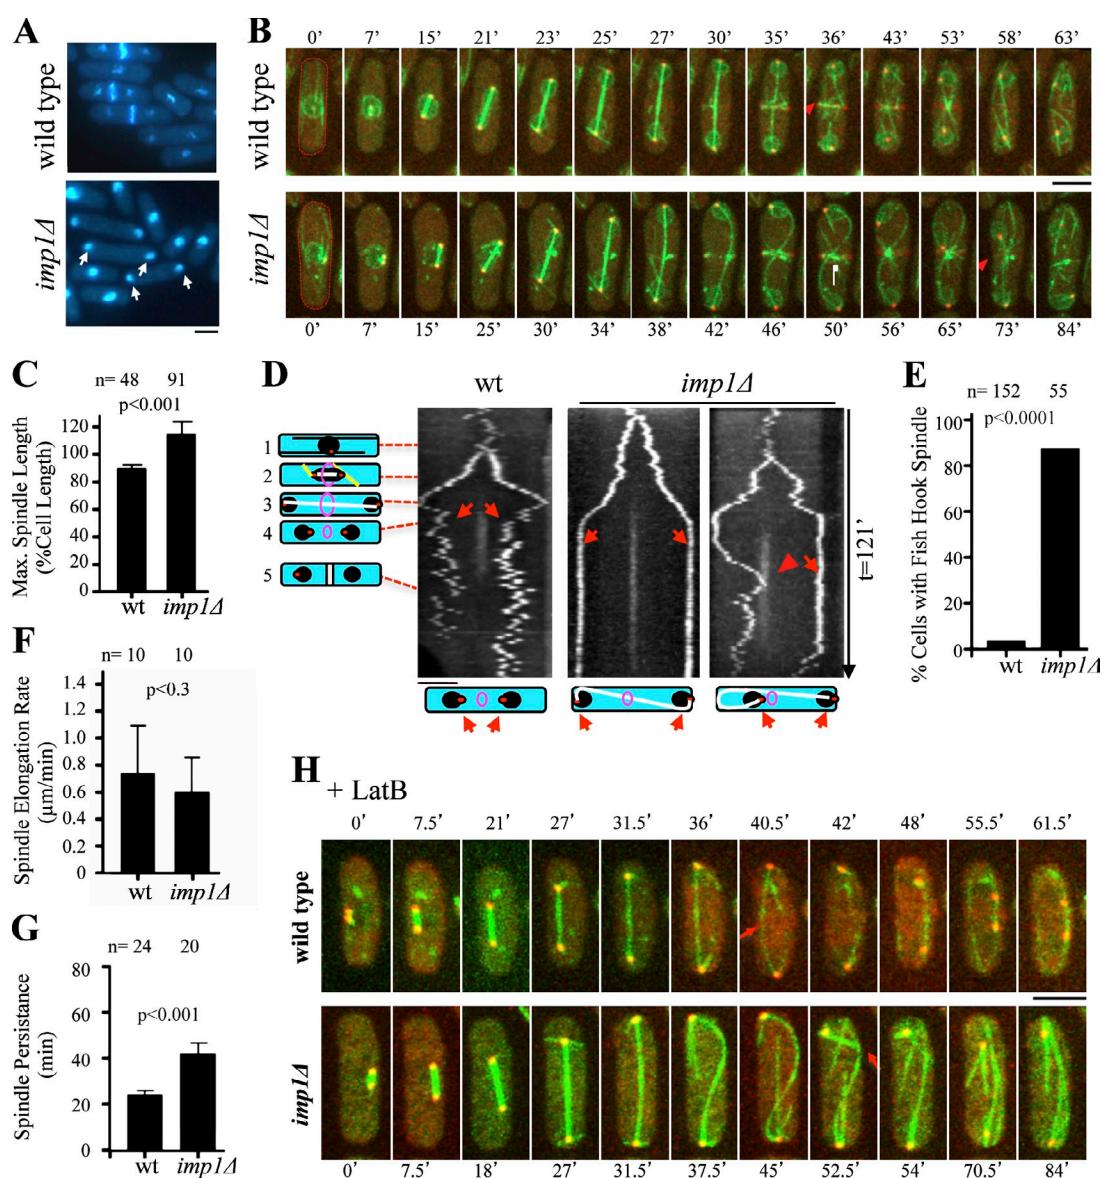 A
wild type
imp1Δ
B
0’ 7’ 15’ 21’ 23’ 25’ 27’ 30’ 35’ 36’ 43’ 53’ 58’ 63’
wild type
imp1Δ
0’ 7’ 15’ 25’ 30’ 34’ 38’ 42’ 46’ 50’ 56’ 65’ 73’ 84’
C
n= 48 91
p<0.001
Max. Spindle Length
(%Cell Length)
120
100
80
60
40
20
0
wt imp1Δ
D
wt imp1Δ
1
2
3
4
5
t=121’
E
n= 152 55
p<0.0001
% Cells with Fish Hook Spindle
100
80
60
40
20
0
wt imp1Δ
F
n= 10 10
p<0.3
Spindle Elongation Rate
(μm/min)
1.4
1.2
1.0
0.8
0.6
0.4
0.2
0
wt imp1Δ
G
n= 24 20
p<0.001
Spindle Persistance
(min)
80
60
40
20
0
wt imp1Δ
H + LatB
0’ 7.5’ 21’ 27’ 31.5’ 36’ 40.5’ 42’ 48’ 55.5’ 61.5’
wild type
imp1Δ
0’ 7.5’ 18’ 27’ 31.5’ 37.5’ 45’ 52.5’ 54’ 70.5’ 84’